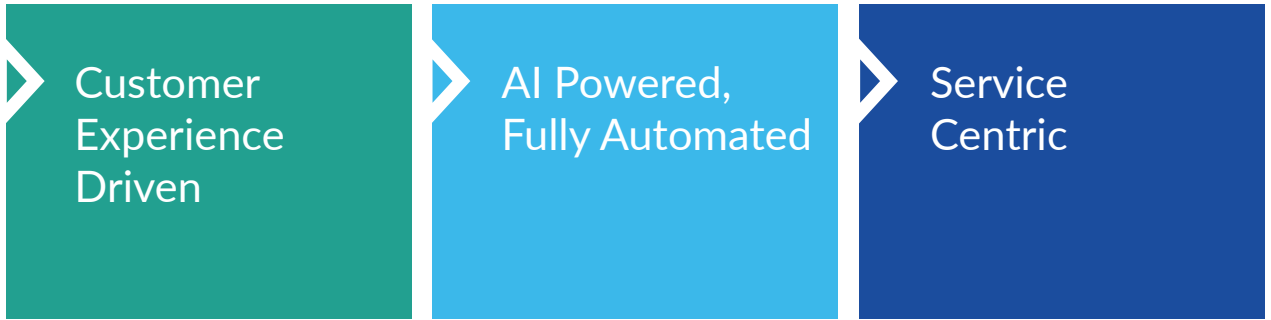 Customer
Experience
Driven
AI Powered,
Fully Automated
Service
Centric